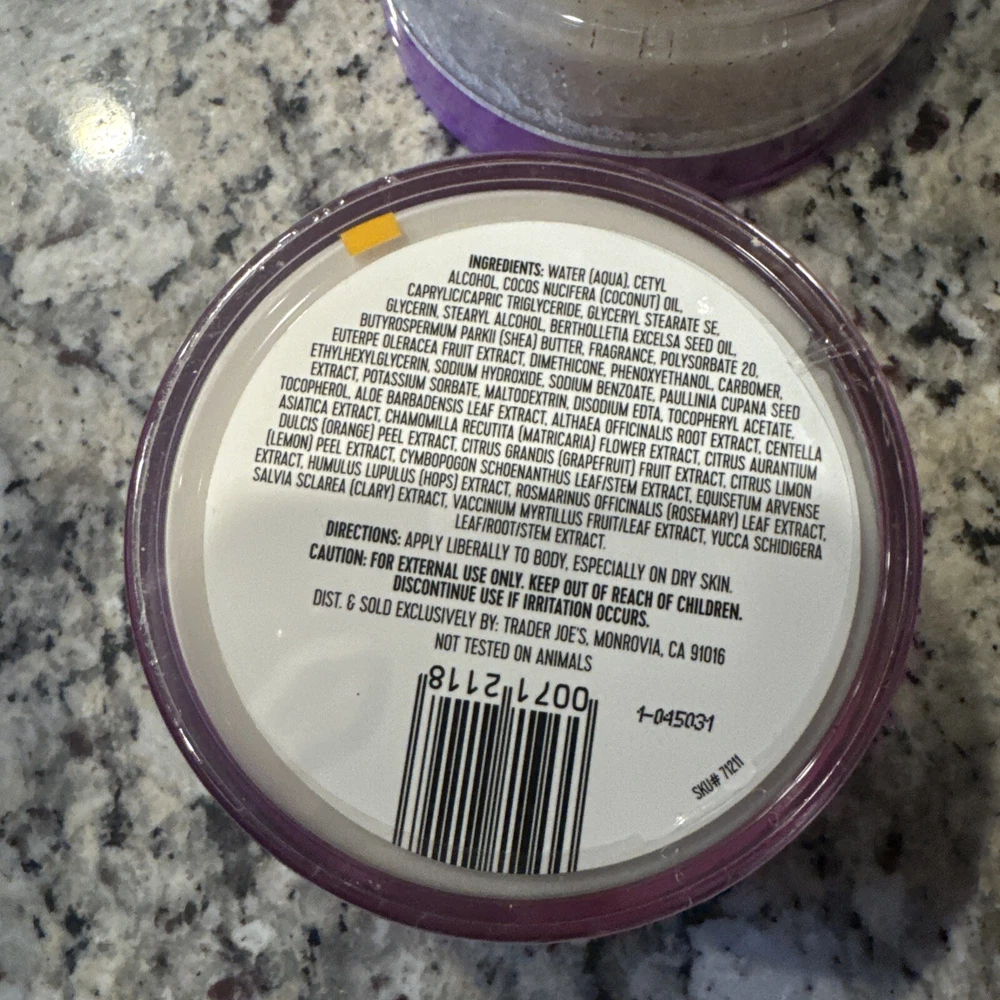 INGREDIENTS: WATER (AQUA), CETYL
ALCOHOL, COCOS NUCIFERA (COCONUT) OIL,
CAPRYLIC/CAPRIC TRIGLYCERIDE, GLYCERYL STEARATE SE,
GLYCERIN, STEARYL ALCOHOL, BERTHOLLETIA EXCELSA SEED OIL,
BUTYROSPERMUM PARKII (SHEA) BUTTER, FRAGRANCE, POLYSORBATE 20,
EUTERPE OLERACEA FRUIT EXTRACT, DIMETHICONE, PHENOXYETHANOL, CARBOMER,
ETHYLHEXYLGLYCERIN, SODIUM HYDROXIDE, SODIUM BENZOATE, PAULLINIA CUPANA SEED
EXTRACT, POTASSIUM SORBATE, MALTODEXTRIN, DISODIUM EDTA, TOCOPHERYL ACETATE,
TOCOPHEROL, ALOE BARBADENSIS LEAF EXTRACT, ALTHAEA OFFICINALIS ROOT EXTRACT, CENTELLA
ASIATICA EXTRACT, CHAMOMILLA RECUTITA (MATRICARIA) FLOWER EXTRACT, CITRUS AURANTIUM
DULCIS (ORANGE) PEEL EXTRACT, CITRUS GRANDIS (GRAPEFRUIT) FRUIT EXTRACT, CITRUS LIMON
(LEMON) PEEL EXTRACT, CYMBOPOGON SCHOENANTHUS LEAF/STEM EXTRACT, EQUISETUM ARVENSE
EXTRACT, HUMULUS LUPULUS (HOPS) EXTRACT, ROSMARINUS OFFICINALIS (ROSEMARY) LEAF EXTRACT,
SALVIA SCLAREA (CLARY) EXTRACT, VACCINIUM MYRTILLUS FRUIT/LEAF EXTRACT, YUCCA SCHIDIGERA
LEAF/ROOT/STEM EXTRACT.
DIRECTIONS: APPLY LIBERALLY TO BODY, ESPECIALLY ON DRY SKIN.
CAUTION: FOR EXTERNAL USE ONLY. KEEP OUT OF REACH OF CHILDREN.
DISCONTINUE USE IF IRRITATION OCCURS.
DIST. & SOLD EXCLUSIVELY BY: TRADER JOE'S, MONROVIA, CA 91016
NOT TESTED ON ANIMALS
0071 2118
1-045031
SKU# 71211